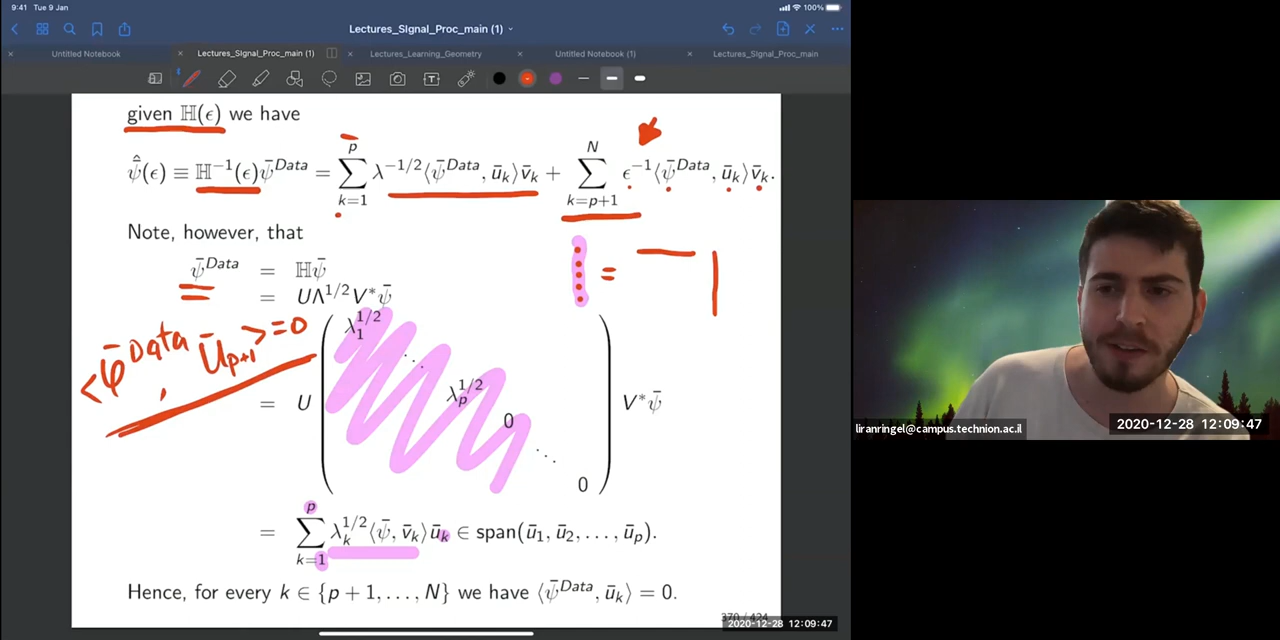 9:41 Tue 9 Jan
100%
Lectures_SIgnal_Proc_main (1)
Untitled Notebook
Lectures_SIgnal_Proc_main (1)
Lectures_Learning_Geometry
Untitled Notebook (1)
Lectures_SIgnal_Proc_main
given ℍ(ϵ) we have
ψ̄̂(ϵ) ≡ ℍ⁻¹(ϵ)ψ̄^Data = ∑_{k=1}^{p} λ^{-1/2}⟨ψ̄^Data, ū_k⟩v̄_k + ∑_{k=p+1}^{N} ϵ^{-1}⟨ψ̄^Data, ū_k⟩v̄_k.
Note, however, that
ψ̄^Data = ℍψ̄
= UΛ^{1/2}V*ψ̄
<ψ̄^Data, ū_{p+1}> = 0
= U ( λ_1^{1/2} ⋱ λ_p^{1/2} 0 ⋱ 0 ) V*ψ̄
= ∑_{k=1}^{p} λ_k^{1/2}⟨ψ̄, v̄_k⟩ū_k ∈ span(ū_1, ū_2, . . . , ū_p).
Hence, for every k ∈ {p + 1, . . . , N} we have ⟨ψ̄^Data, ū_k⟩ = 0.
liranringel@campus.technion.ac.il
2020-12-28 12:09:47
2020-12-28 12:09:47